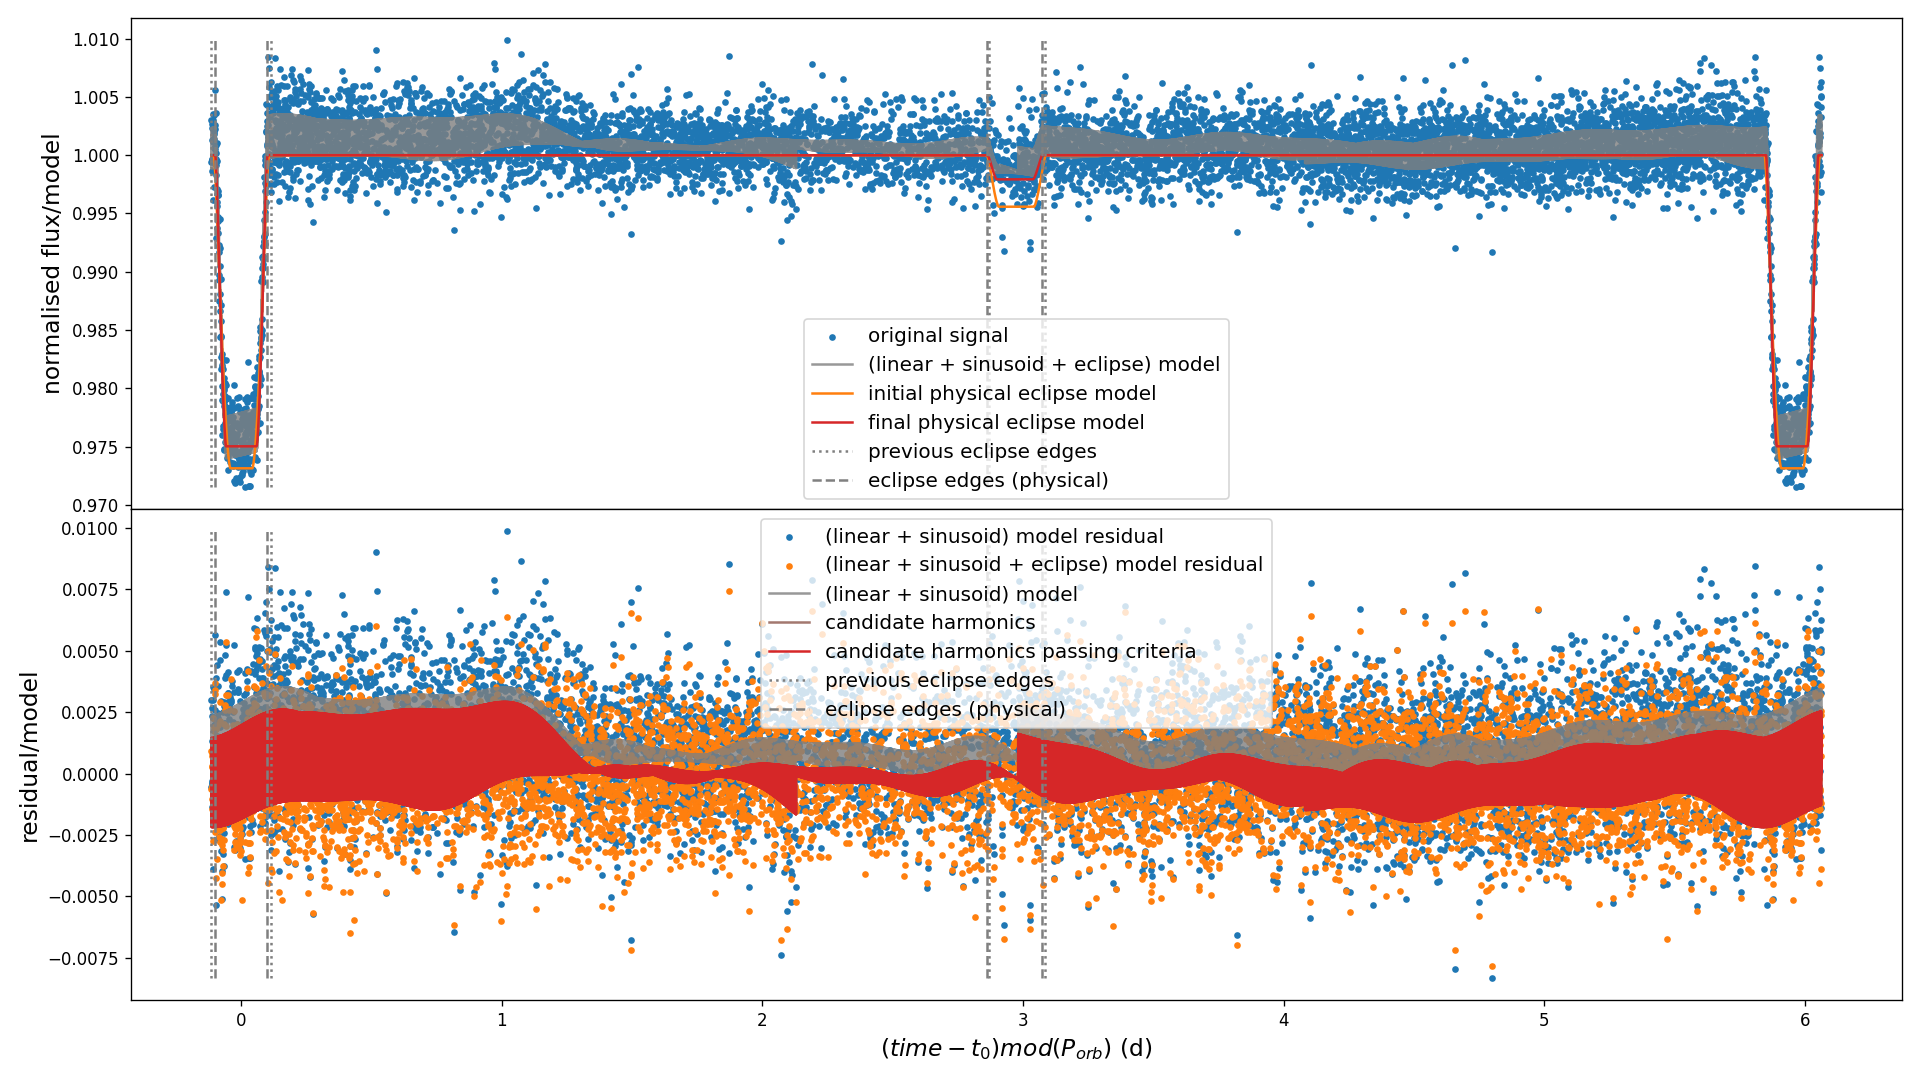 1.010
1.005
1.000
0.995
0.990
0.985
0.980
0.975
0.970
normalised flux/model
original signal
(linear + sinusoid + eclipse) model
initial physical eclipse model
final physical eclipse model
previous eclipse edges
eclipse edges (physical)
0.0100
0.0075
0.0050
0.0025
0.0000
−0.0025
−0.0050
−0.0075
residual/model
(linear + sinusoid) model residual
(linear + sinusoid + eclipse) model residual
(linear + sinusoid) model
candidate harmonics
candidate harmonics passing criteria
previous eclipse edges
eclipse edges (physical)
0 1 2 3 4 5 6
(time − t₀)mod(P_orb) (d)